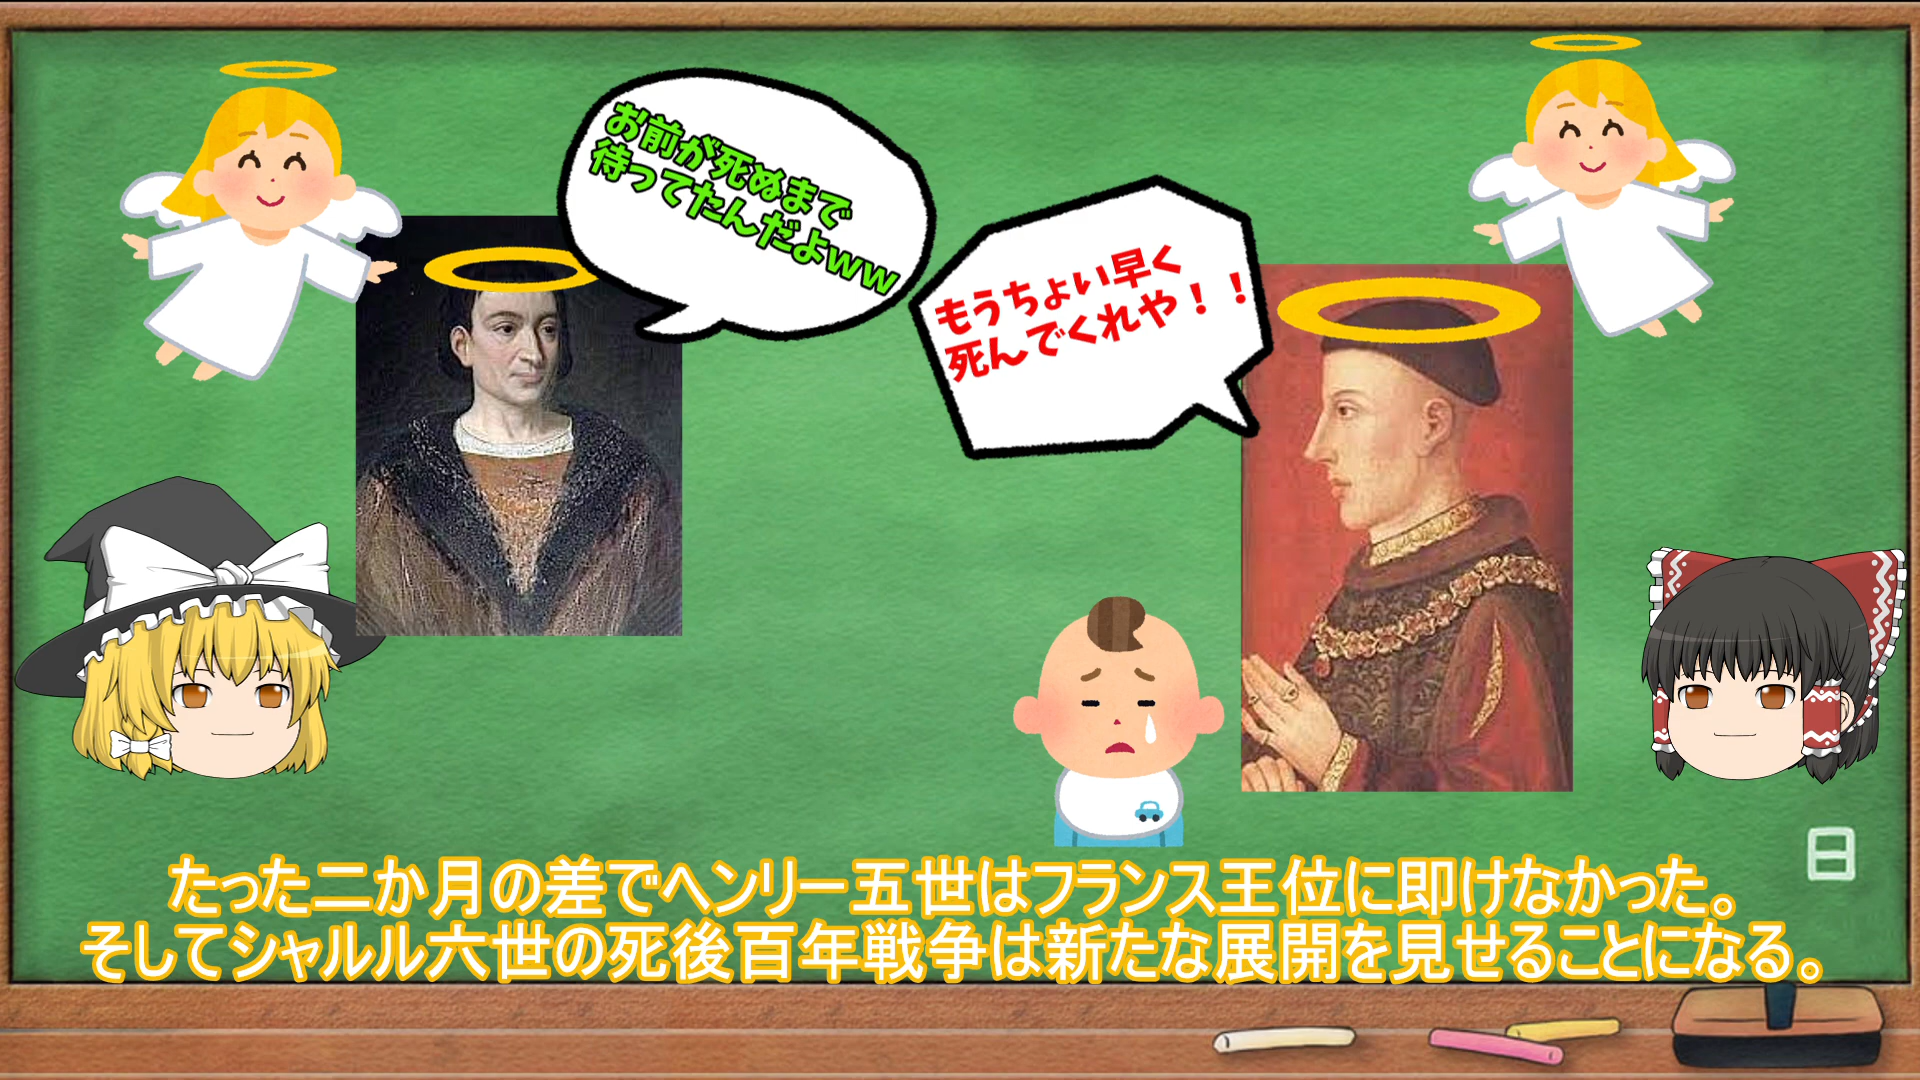 お前が死ぬまで
待ってたんだよww
もうちょい早く
死んでくれや！！
日
たった二か月の差でヘンリー五世はフランス王位に即けなかった。
そしてシャルル六世の死後百年戦争は新たな展開を見せることになる。